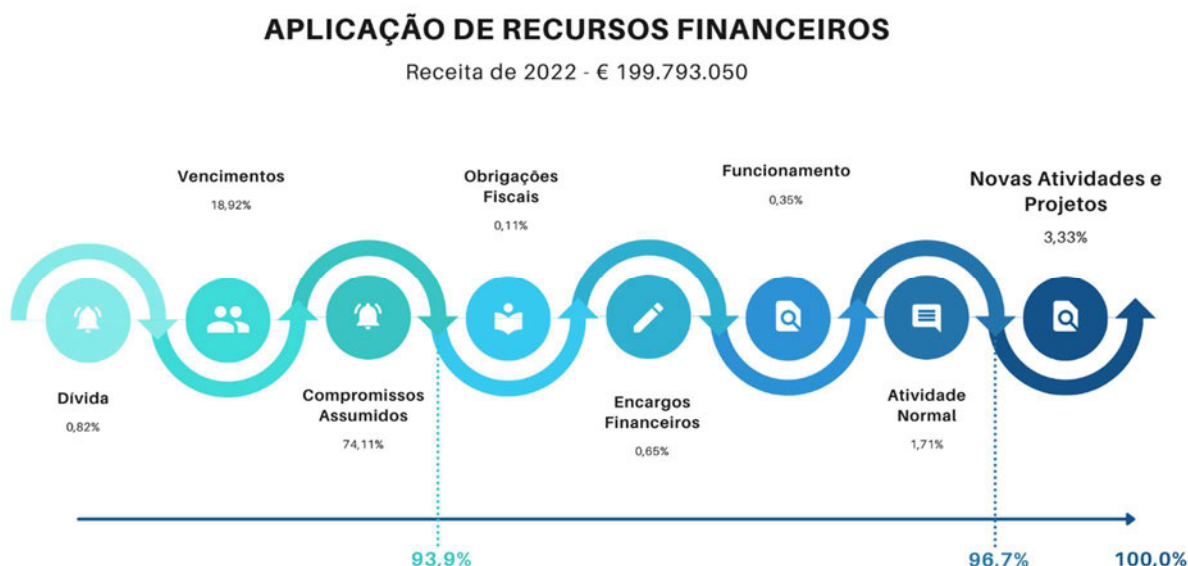 APLICAÇÃO DE RECURSOS FINANCEIROS
Receita de 2022 - € 199.793.050
Dívida
0,82%
Vencimentos
18,92%
Compromissos
Assumidos
74,11%
Obrigações
Fiscais
0,11%
Encargos
Financeiros
0,65%
Funcionamento
0,35%
Atividade
Normal
1,71%
Novas Atividades e
Projetos
3,33%
93,9%
96,7%
100,0%